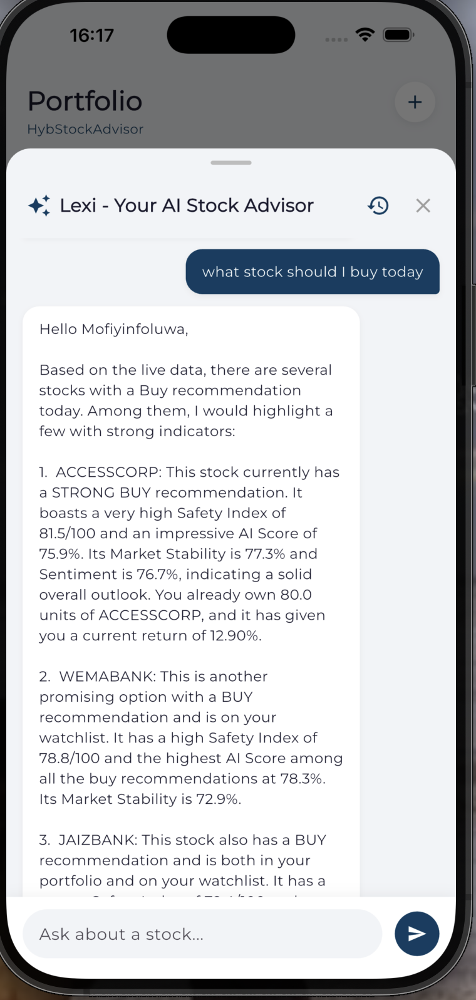 16:17
Portfolio
HybStockAdvisor
Lexi - Your AI Stock Advisor
what stock should I buy today
Hello Mofiyinfoluwa,
Based on the live data, there are several
stocks with a Buy recommendation
today. Among them, I would highlight a
few with strong indicators:
1. ACCESSCORP: This stock currently has
a STRONG BUY recommendation. It
boasts a very high Safety Index of
81.5/100 and an impressive AI Score of
75.9%. Its Market Stability is 77.3% and
Sentiment is 76.7%, indicating a solid
overall outlook. You already own 80.0
units of ACCESSCORP, and it has given
you a current return of 12.90%.
2. WEMABANK: This is another
promising option with a BUY
recommendation and is on your
watchlist. It has a high Safety Index of
78.8/100 and the highest AI Score among
all the buy recommendations at 78.3%.
Its Market Stability is 72.9%.
3. JAIZBANK: This stock also has a BUY
recommendation and is both in your
portfolio and on your watchlist. It has a
Ask about a stock...